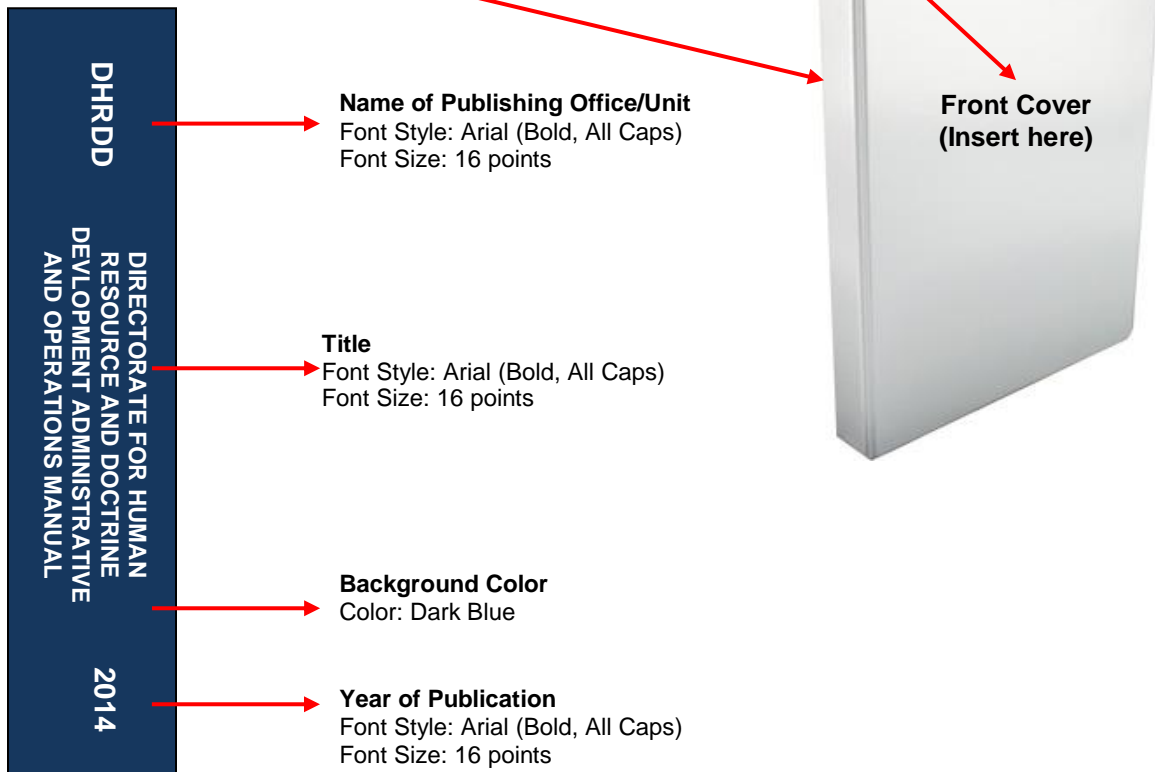 DHRDD
DIRECTORATE FOR HUMAN
RESOURCE AND DOCTRINE
DEVLOPMENT ADMINISTRATIVE
AND OPERATIONS MANUAL
2014
Name of Publishing Office/Unit
Font Style: Arial (Bold, All Caps)
Font Size: 16 points
Title
Font Style: Arial (Bold, All Caps)
Font Size: 16 points
Background Color
Color: Dark Blue
Year of Publication
Font Style: Arial (Bold, All Caps)
Font Size: 16 points
Front Cover
(Insert here)